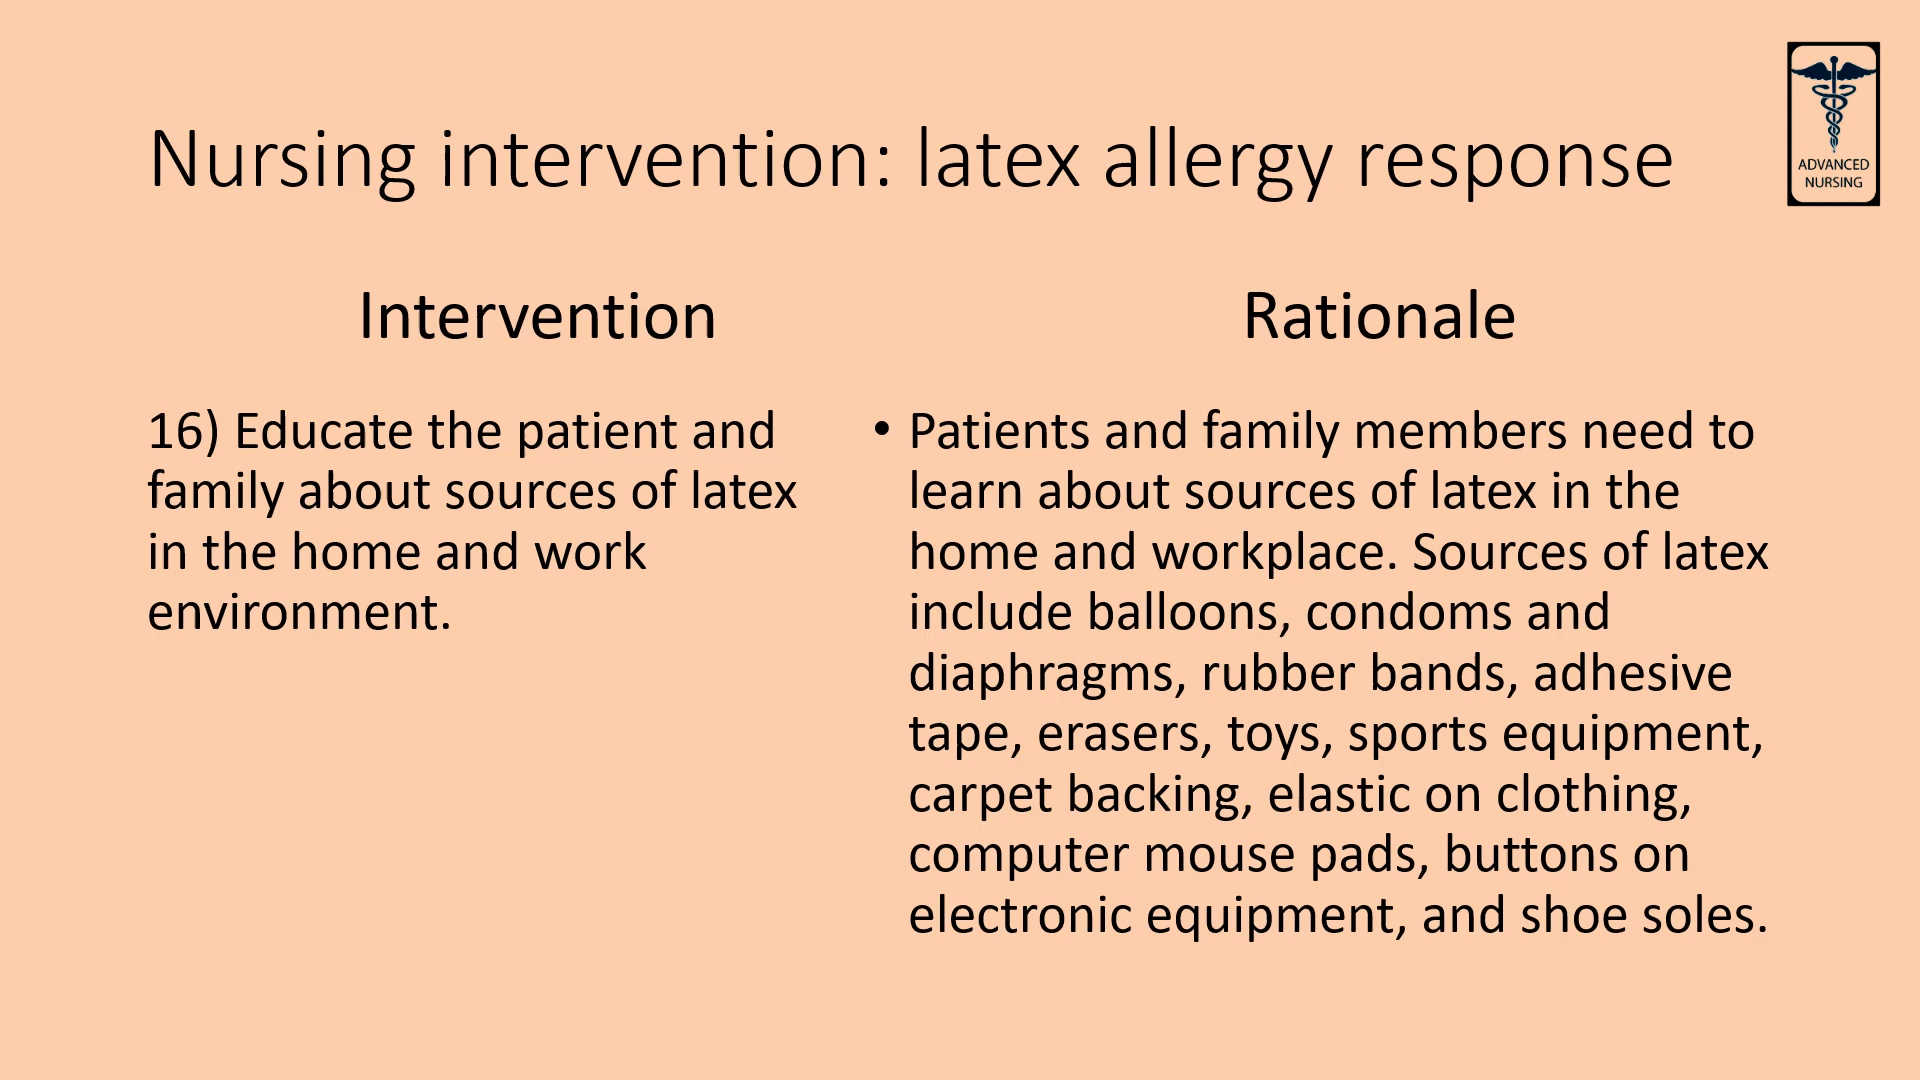 ADVANCED
NURSING
Nursing intervention: latex allergy response
Intervention
16) Educate the patient and
family about sources of latex
in the home and work
environment.
Rationale
• Patients and family members need to
learn about sources of latex in the
home and workplace. Sources of latex
include balloons, condoms and
diaphragms, rubber bands, adhesive
tape, erasers, toys, sports equipment,
carpet backing, elastic on clothing,
computer mouse pads, buttons on
electronic equipment, and shoe soles.